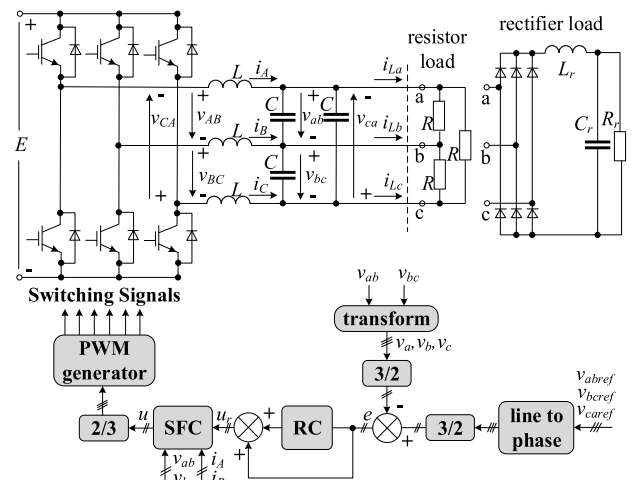 rectifier load
resistor
load
+
E
-
L
i_A
i_La
a
C
+
-
v_CA
v_AB
v_ab
C
v_ca
R
L
i_B
i_Lb
b
R
v_BC
C
v_bc
R
L
i_C
i_Lc
c
a
b
c
L_r
C_r
R_r
Switching Signals
PWM
generator
2/3
u
SFC
u_r
+
+
RC
e
-
+
v_ab
v_bc
transform
v_a, v_b, v_c
3/2
3/2
line to
phase
v_abref
v_bcref
v_caref
v_ab
i_A